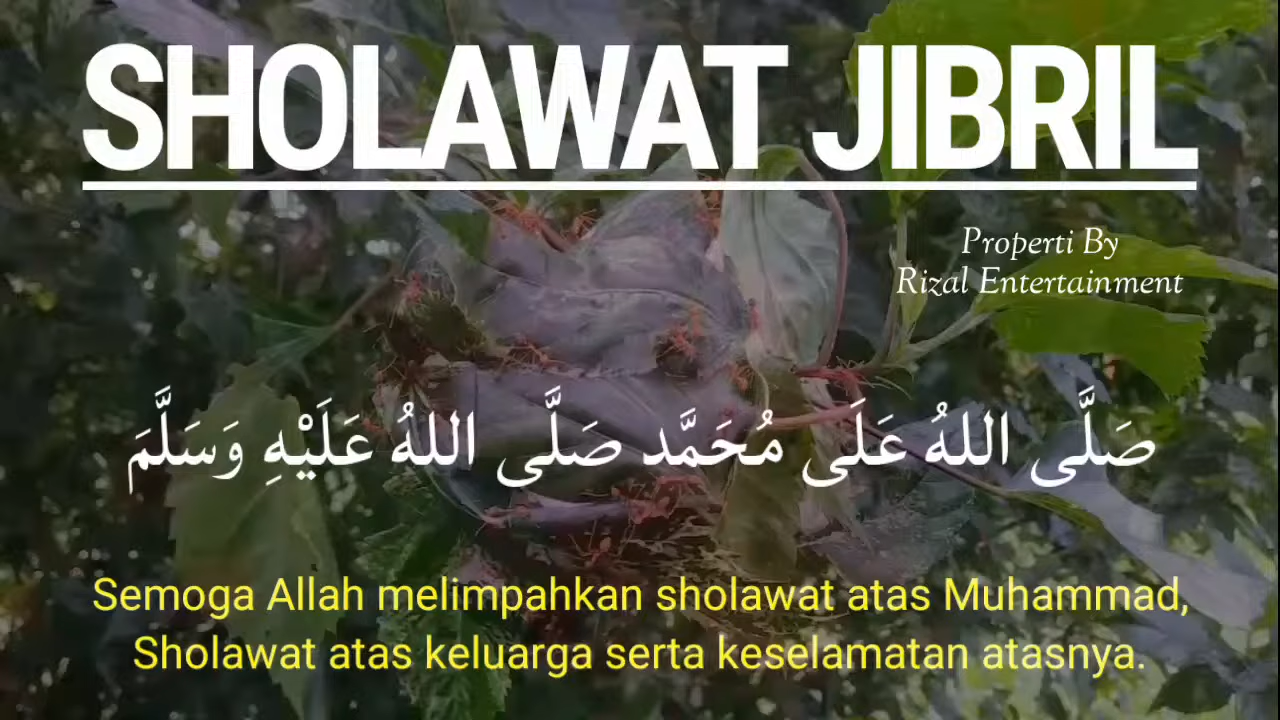 SHOLAWAT JIBRIL
Properti By
Rizal Entertainment
صَلَّى اللهُ عَلَى مُحَمَّد صَلَّى اللهُ عَلَيْهِ وَسَلَّمَ
Semoga Allah melimpahkan sholawat atas Muhammad,
Sholawat atas keluarga serta keselamatan atasnya.